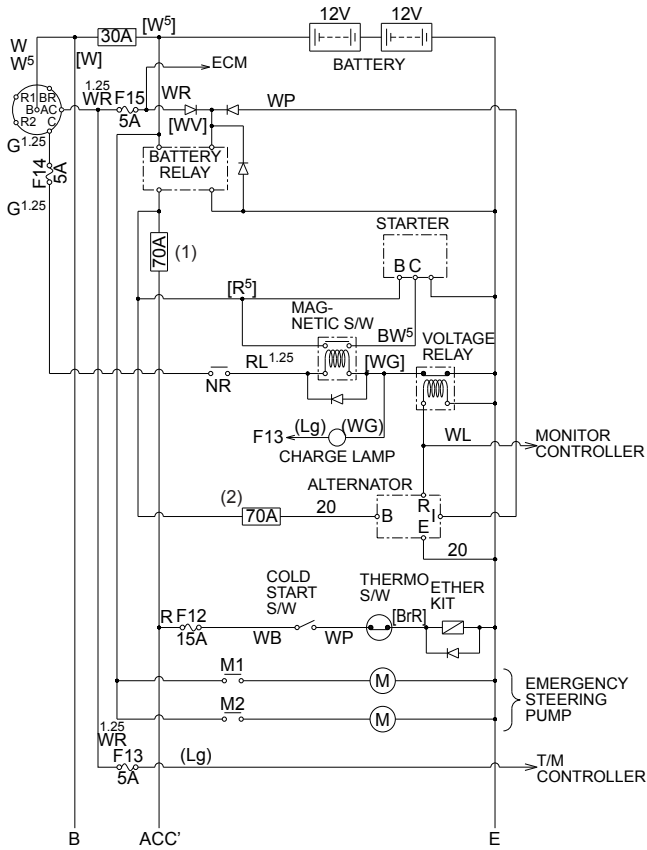 12V 12V
30A [W5]
BATTERY
W
W5
[W]
ECM
1.25
WR F15 WR WP
5A
R1 BR
B AC
R2 C
[WV]
G1.25
BATTERY
RELAY
F14
5A
G1.25
STARTER
70A (1)
B C
[R5]
MAG-
NETIC S/W
BW5
VOLTAGE
RELAY
RL1.25 [WG]
NR
F13 (Lg) (WG)
CHARGE LAMP
WL
MONITOR
CONTROLLER
ALTERNATOR
(2)
70A 20 B R I
E
20
COLD
START
S/W
THERMO
S/W
ETHER
KIT
R F12
15A
WB WP [BrR]
M1 M
M2 M
EMERGENCY
STEERING
PUMP
1.25
WR
F13
5A
(Lg)
T/M
CONTROLLER
B ACC' E